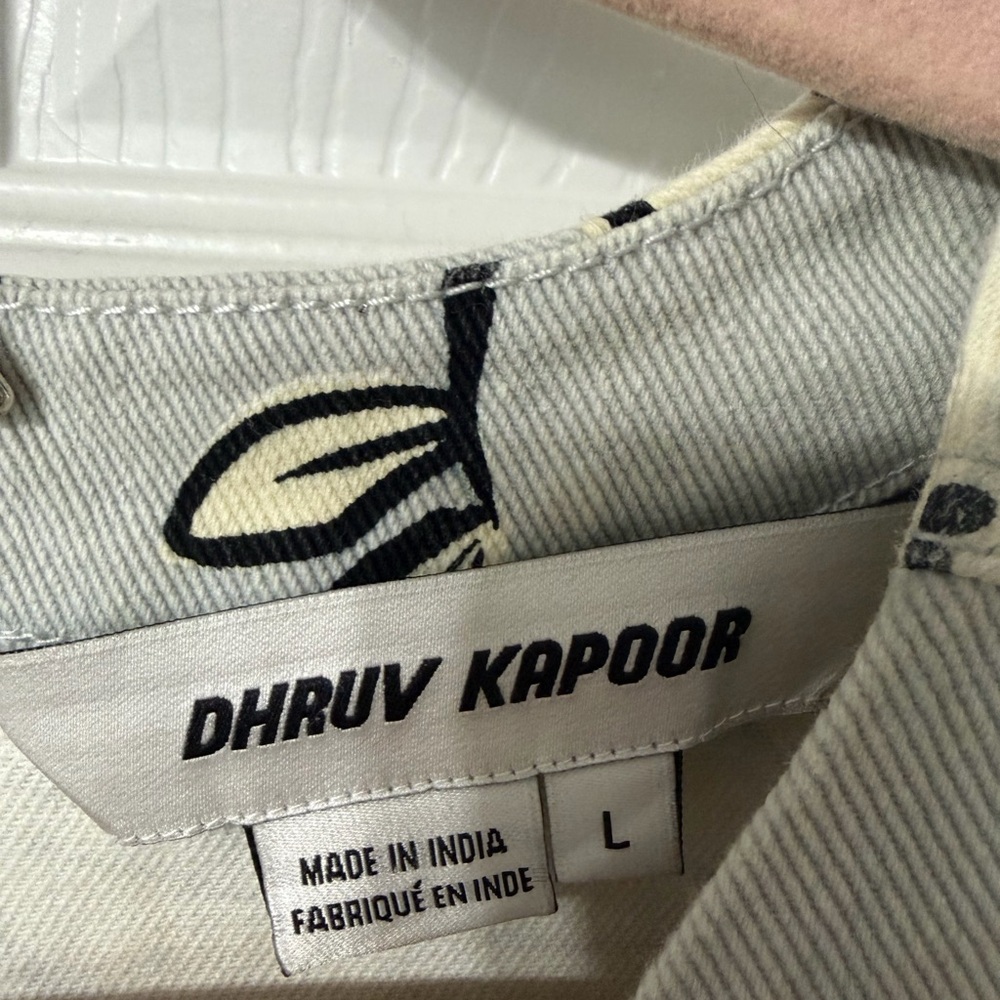 DHRUV KAPOOR
L
MADE IN INDIA
FABRIQUÉ EN INDE